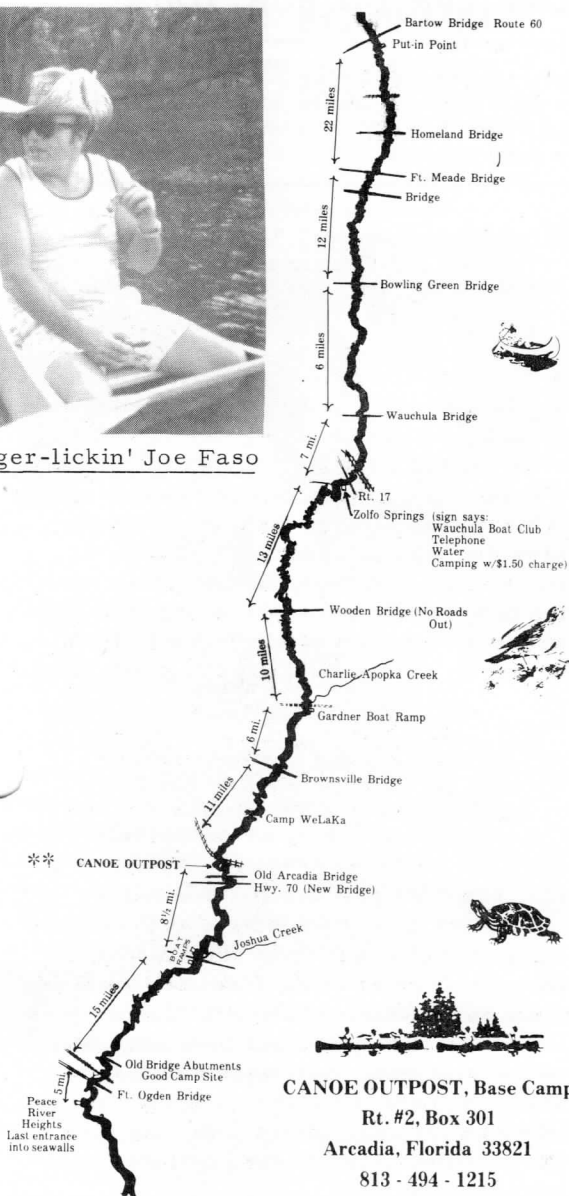 Bartow Bridge Route 60
Put-in Point
22 miles
Homeland Bridge
Ft. Meade Bridge
Bridge
12 miles
Bowling Green Bridge
6 miles
Wauchula Bridge
ger-lickin' Joe Faso
7 mi.
Rt. 17
Zolfo Springs (sign says:
Wauchula Boat Club
Telephone
Water
Camping w/$1.50 charge)
13 miles
Wooden Bridge (No Roads
Out)
10 miles
Charlie Apopka Creek
Gardner Boat Ramp
6 mi.
Brownsville Bridge
11 miles
Camp WeLaKa
** CANOE OUTPOST
Old Arcadia Bridge
Hwy. 70 (New Bridge)
8½ mi.
Joshua Creek
BOAT
RAMPS
15 miles
Old Bridge Abutments
Good Camp Site
Ft. Ogden Bridge
5 mi.
Peace
River
Heights
Last entrance
into seawalls
CANOE OUTPOST, Base Camp
Rt. #2, Box 301
Arcadia, Florida 33821
813 - 494 - 1215